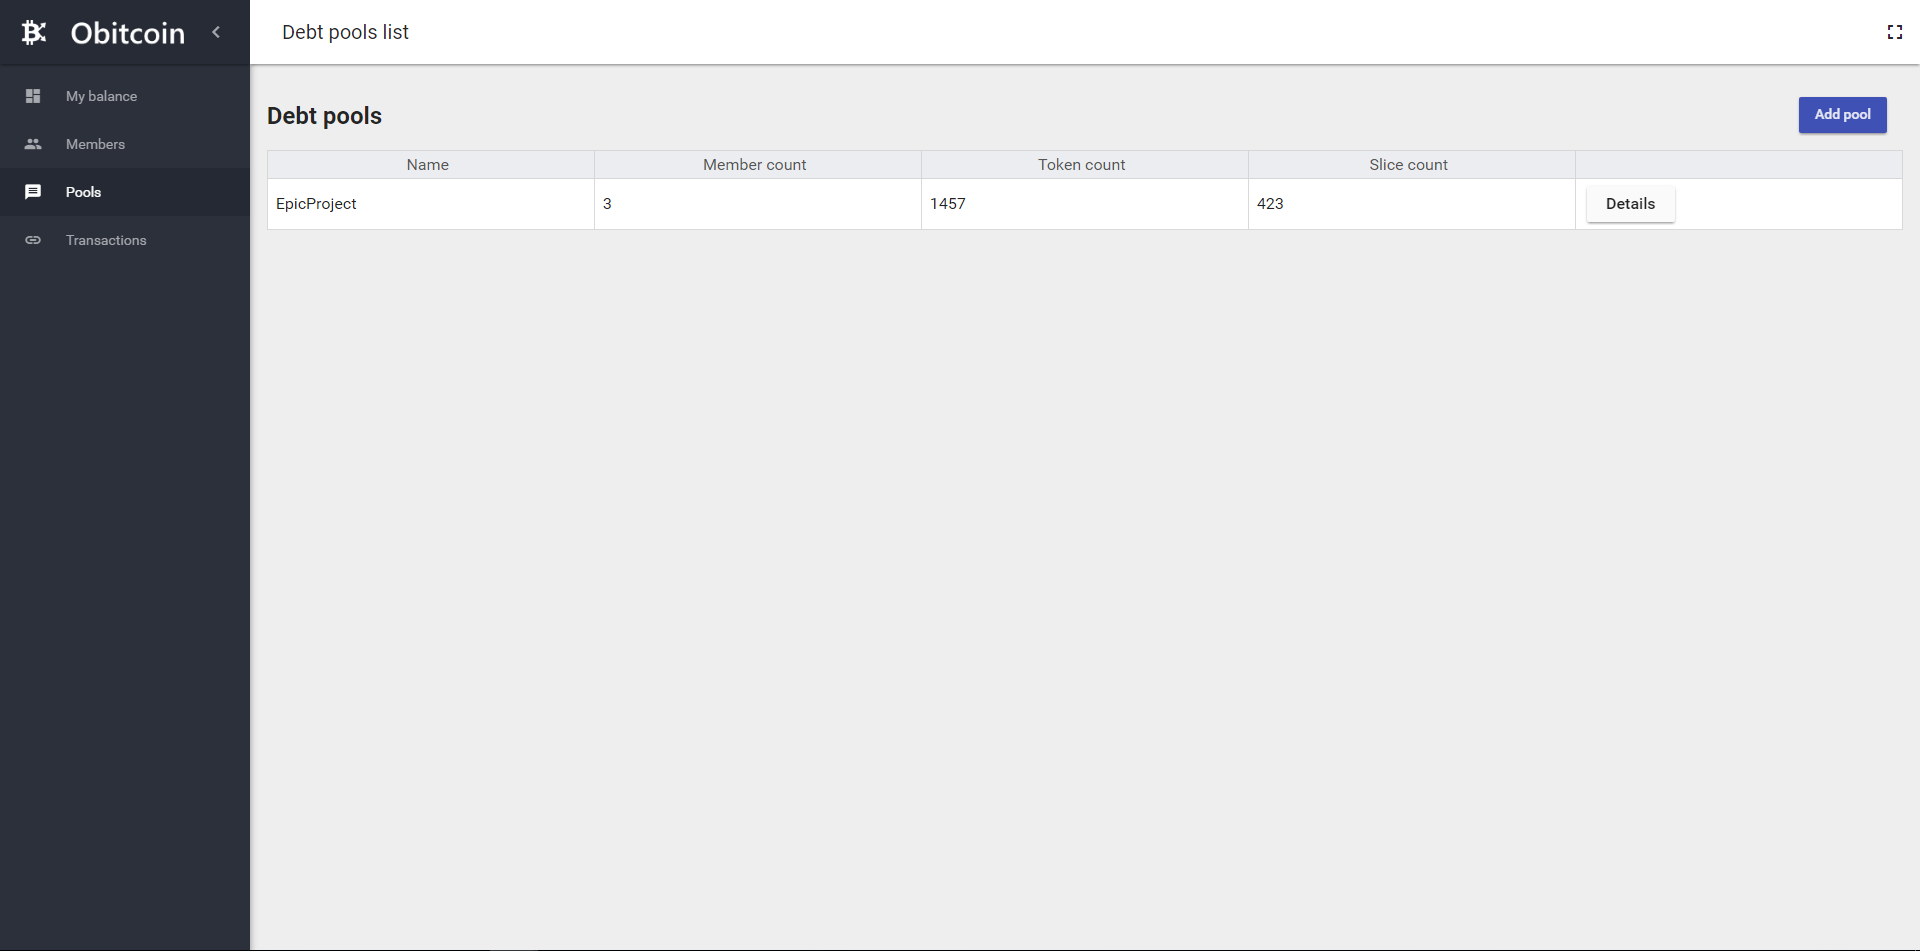 Obitcoin
Debt pools list
My balance
Members
Pools
Transactions
Debt pools
Add pool
Name Member count Token count Slice count
EpicProject 3 1457 423 Details